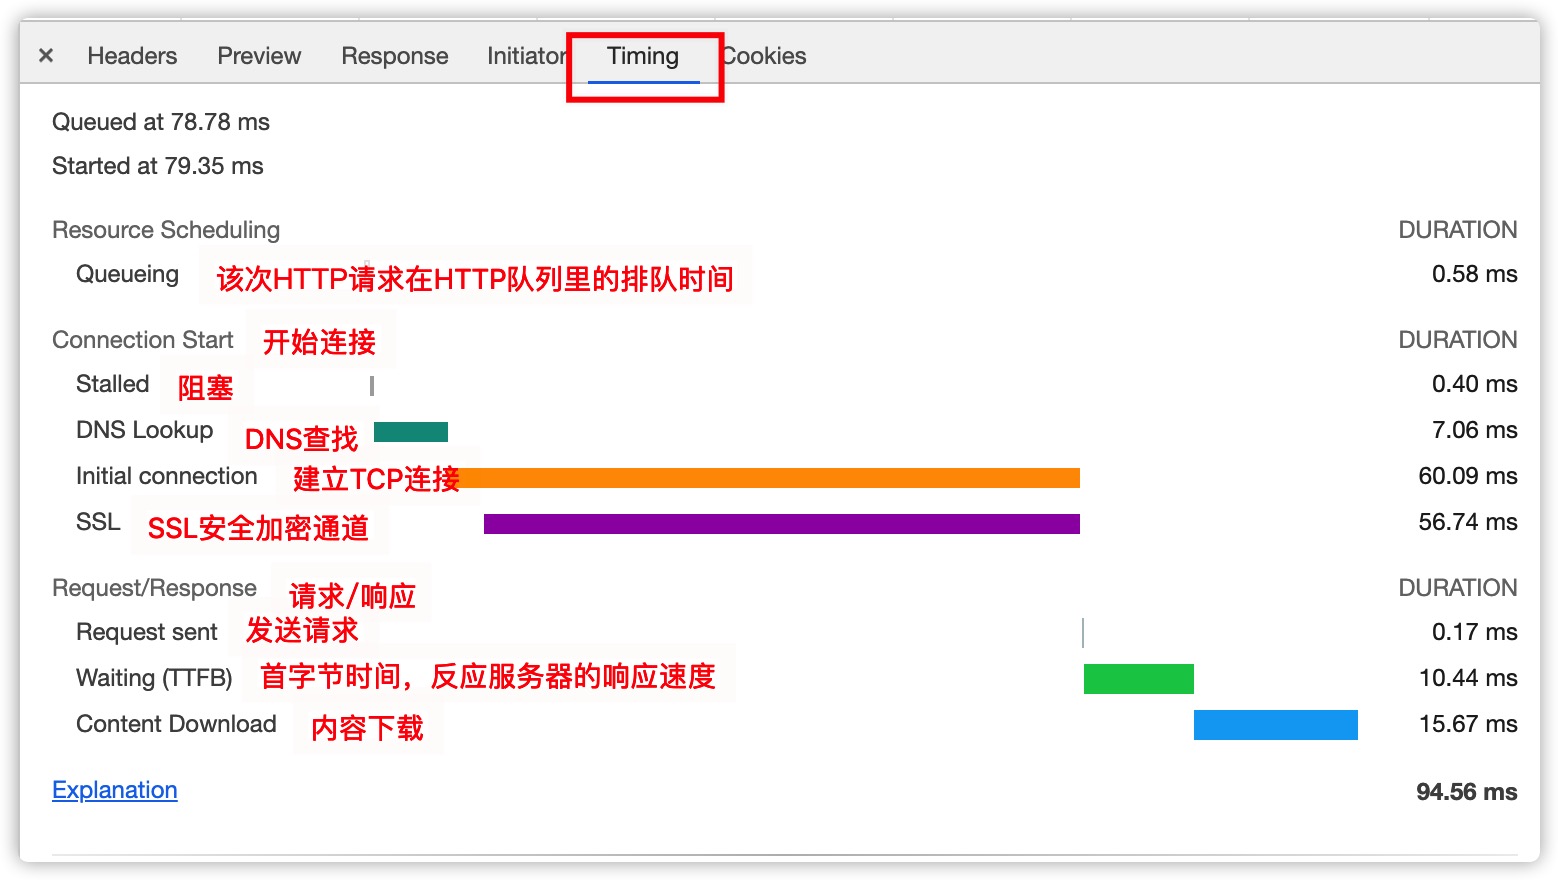 × Headers Preview Response Initiator Timing Cookies
Queued at 78.78 ms
Started at 79.35 ms
Resource Scheduling DURATION
Queueing 该次HTTP请求在HTTP队列里的排队时间 0.58 ms
Connection Start 开始连接 DURATION
Stalled 阻塞 0.40 ms
DNS Lookup DNS查找 7.06 ms
Initial connection 建立TCP连接 60.09 ms
SSL SSL安全加密通道 56.74 ms
Request/Response 请求/响应 DURATION
Request sent 发送请求 0.17 ms
Waiting (TTFB) 首字节时间，反应服务器的响应速度 10.44 ms
Content Download 内容下载 15.67 ms
Explanation 94.56 ms